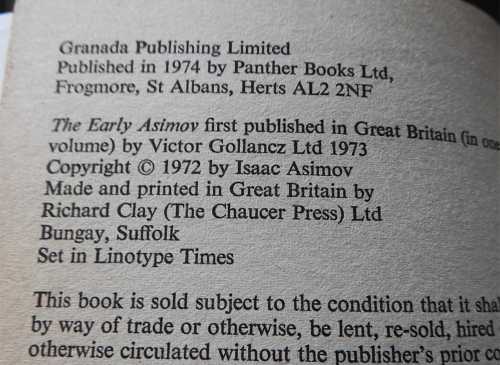 Granada Publishing Limited
Published in 1974 by Panther Books Ltd,
Frogmore, St Albans, Herts AL2 2NF
The Early Asimov first published in Great Britain (in one
volume) by Victor Gollancz Ltd 1973
Copyright © 1972 by Isaac Asimov
Made and printed in Great Britain by
Richard Clay (The Chaucer Press) Ltd
Bungay, Suffolk
Set in Linotype Times
This book is sold subject to the condition that it
by way of trade or otherwise, be lent, re-sold, hired
otherwise circulated without the publisher's prior